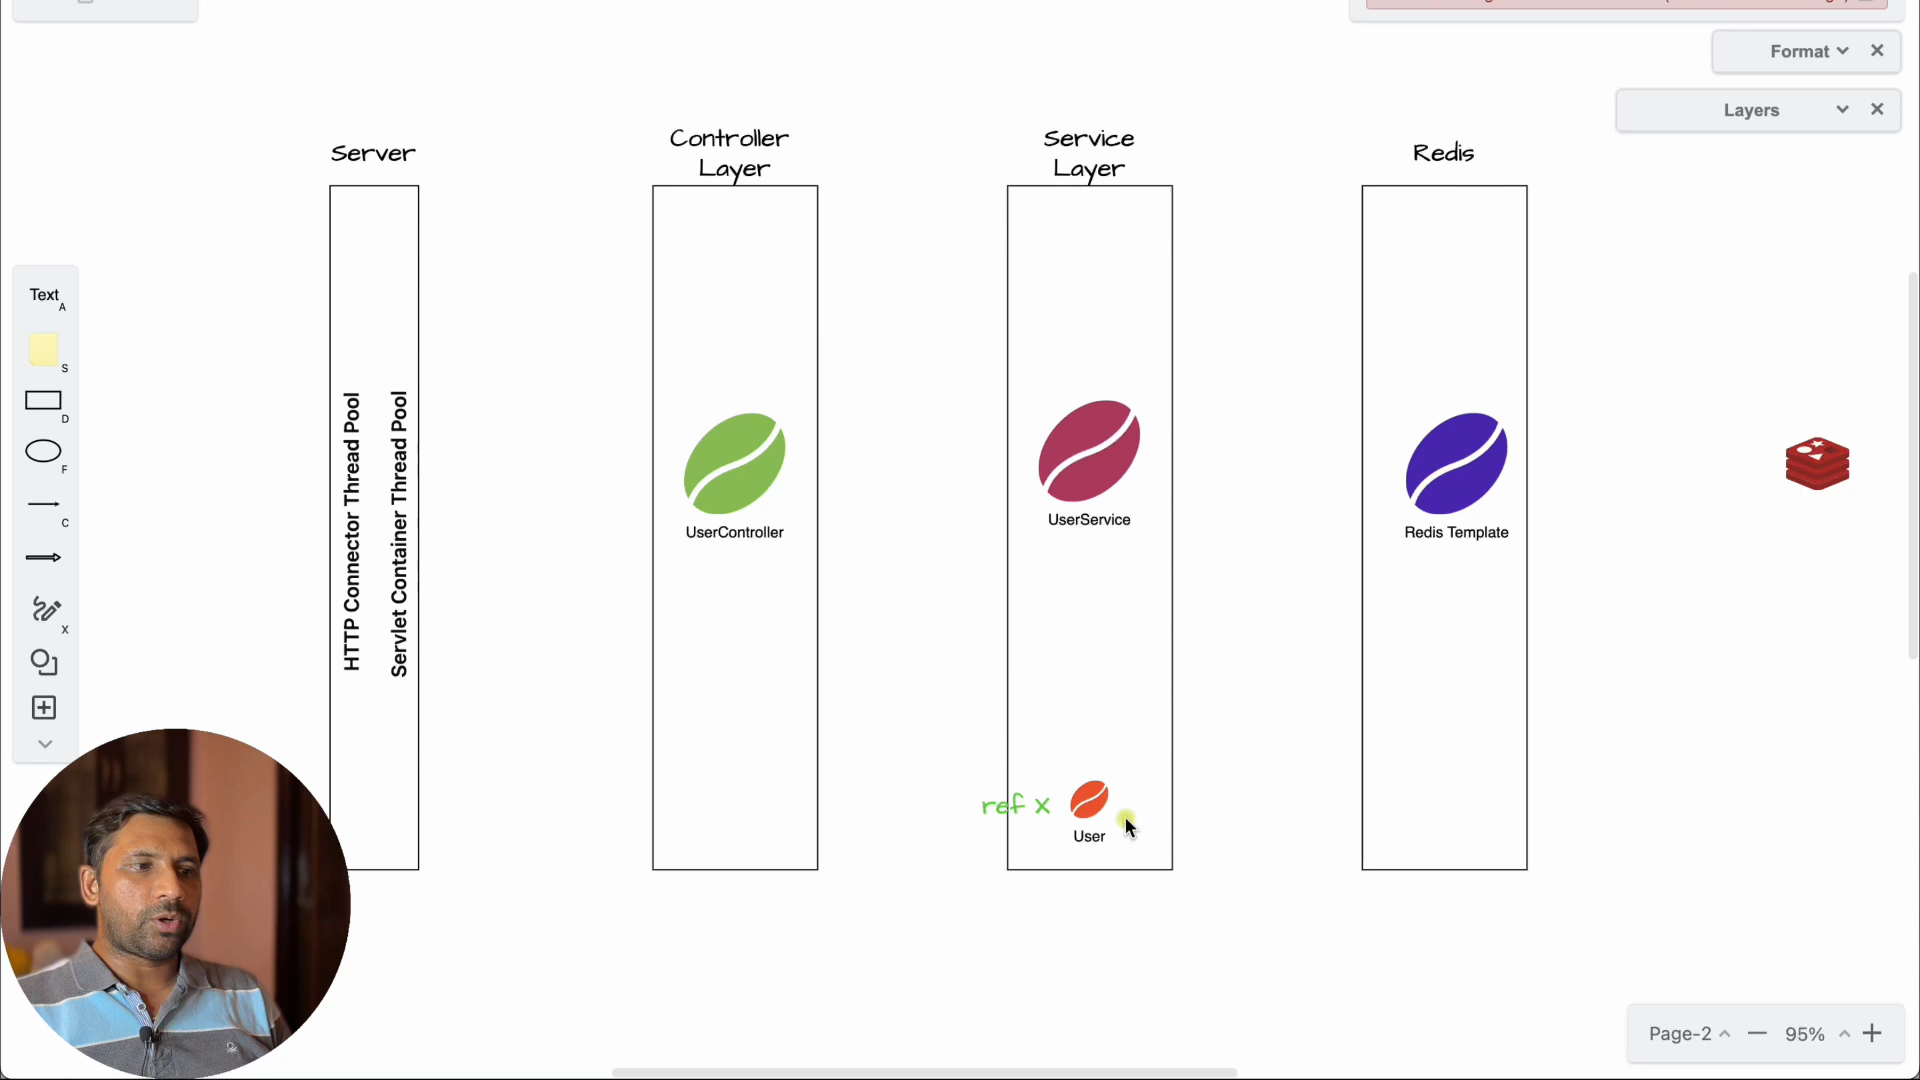 Format
Layers
Server
Controller
Layer
Service
Layer
Redis
Text
A
S
D
F
C
X
HTTP Connector Thread Pool
Servlet Container Thread Pool
UserController
UserService
Redis Template
ref x
User
Page-2
95%